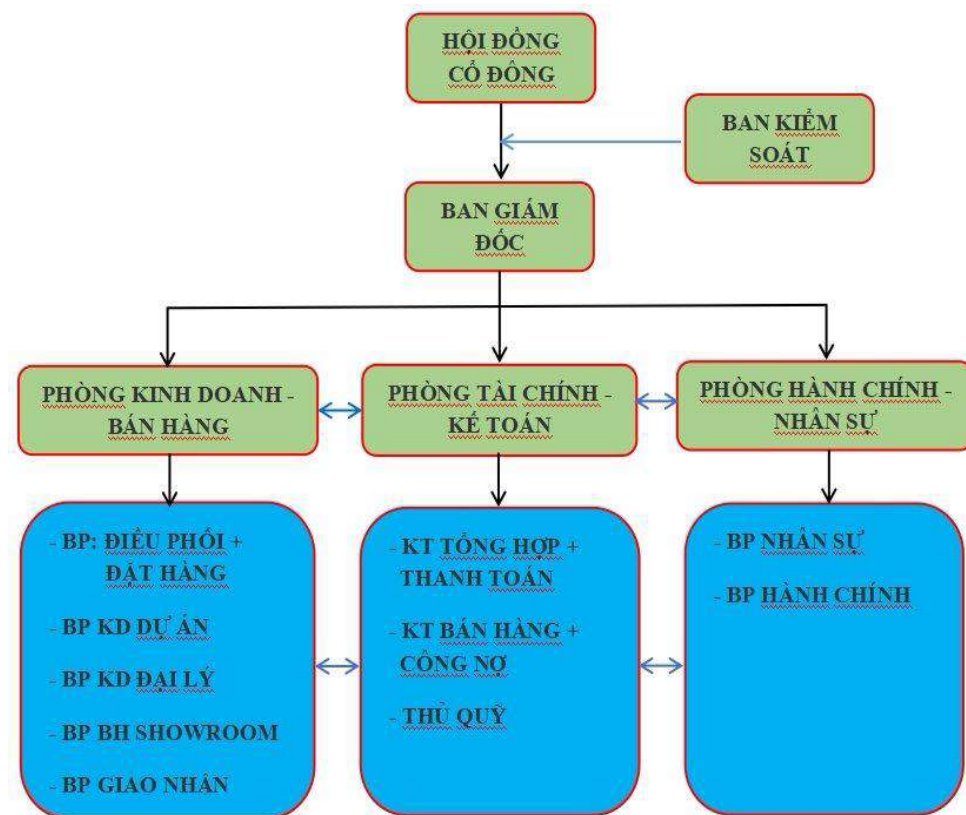 HỘI ĐỒNG
CỔ ĐÔNG
BAN KIỂM
SOÁT
BAN GIÁM
ĐỐC
PHÒNG KINH DOANH -
BÁN HÀNG
PHÒNG TÀI CHÍNH -
KẾ TOÁN
PHÒNG HÀNH CHÍNH -
NHÂN SỰ
- BP: ĐIỀU PHỐI +
ĐẶT HÀNG
- BP KD DỰ ÁN
- BP KD ĐẠI LÝ
- BP BH SHOWROOM
- BP GIAO NHẬN
- KT TỔNG HỢP +
THANH TOÁN
- KT BÁN HÀNG +
CÔNG NỢ
- THỦ QUỸ
- BP NHÂN SỰ
- BP HÀNH CHÍNH